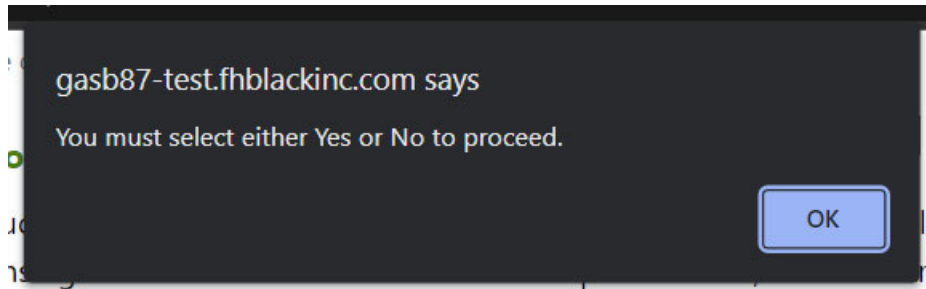 gasb87-test.fhblackinc.com says
You must select either Yes or No to proceed.
OK